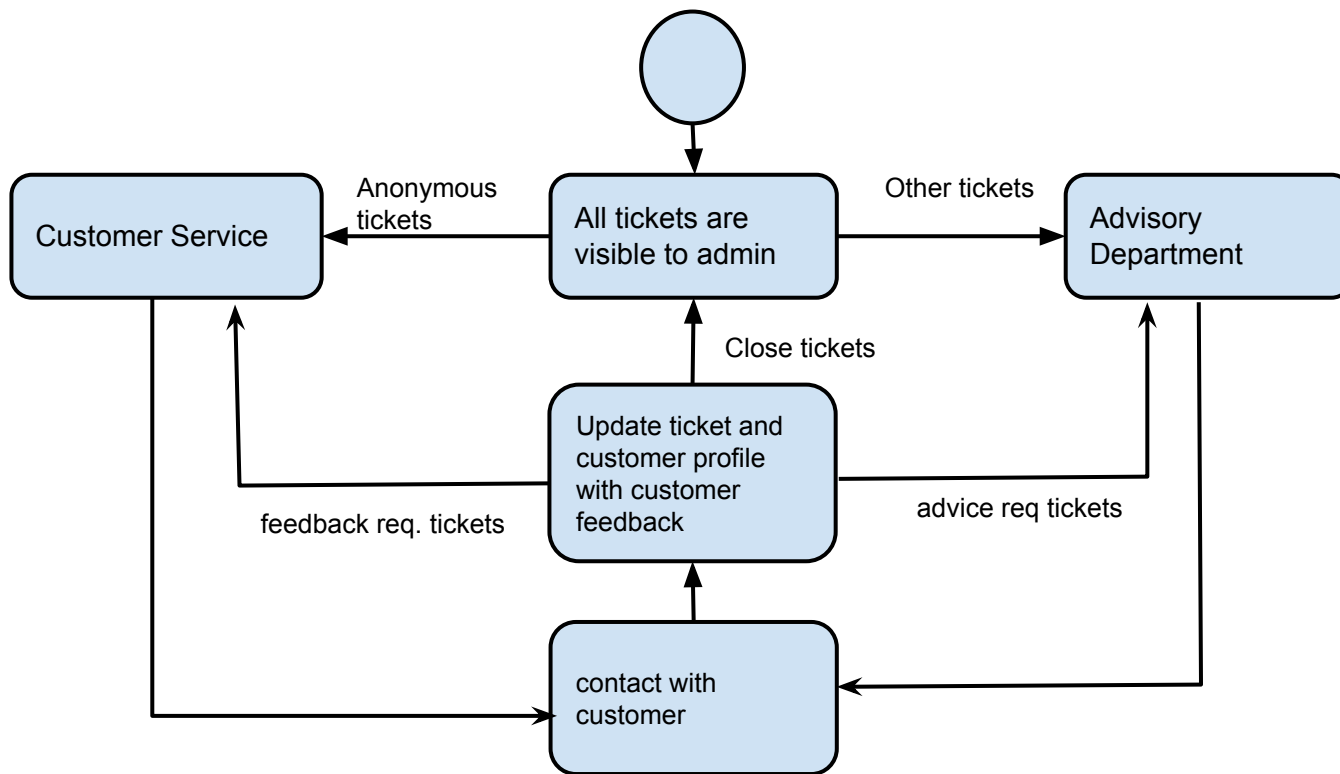 Anonymous
tickets
Other tickets
Customer Service
All tickets are
visible to admin
Advisory
Department
Close tickets
Update ticket and
customer profile
with customer
feedback
feedback req. tickets
advice req tickets
contact with
customer